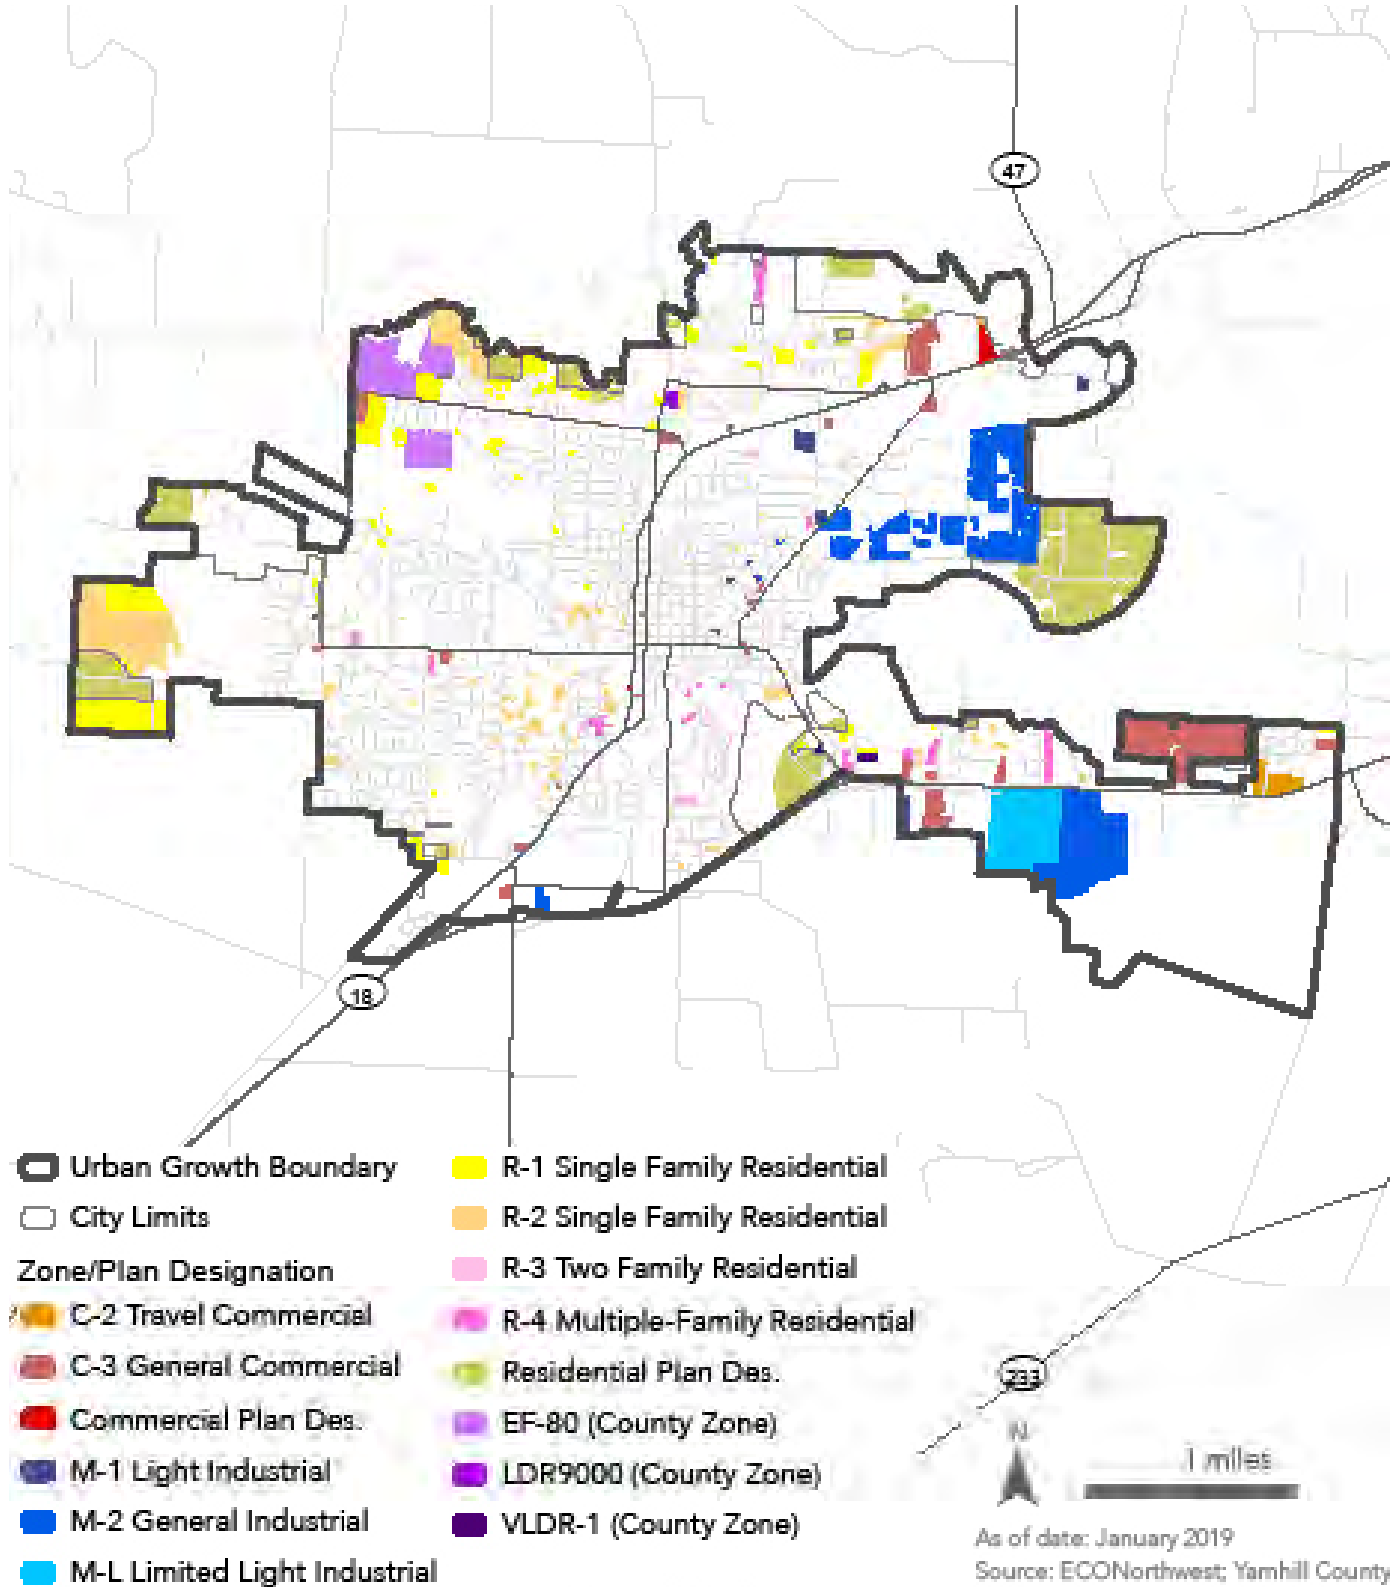 47
18
Urban Growth Boundary
City Limits
Zone/Plan Designation
C-2 Travel Commercial
C-3 General Commercial
Commercial Plan Des.
M-1 Light Industrial
M-2 General Industrial
M-L Limited Light Industrial
R-1 Single Family Residential
R-2 Single Family Residential
R-3 Two Family Residential
R-4 Multiple-Family Residential
Residential Plan Des.
EF-80 (County Zone)
LDR9000 (County Zone)
VLDR-1 (County Zone)
233
N
1 miles
As of date: January 2019
Source: ECONorthwest; Yamhill County